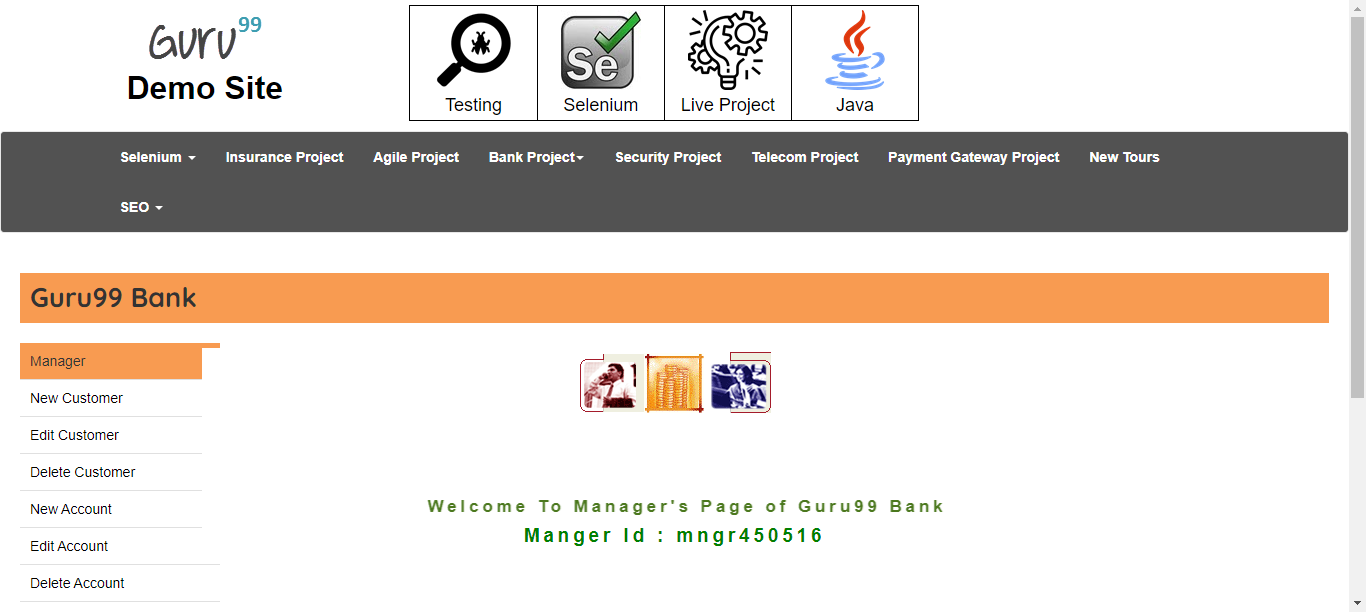 Guru99
Demo Site
Testing
Selenium
Live Project
Java
Selenium
Insurance Project
Agile Project
Bank Project
Security Project
Telecom Project
Payment Gateway Project
New Tours
SEO
Guru99 Bank
Manager
New Customer
Edit Customer
Delete Customer
New Account
Edit Account
Delete Account
Welcome To Manager's Page of Guru99 Bank
Manger Id : mngr450516